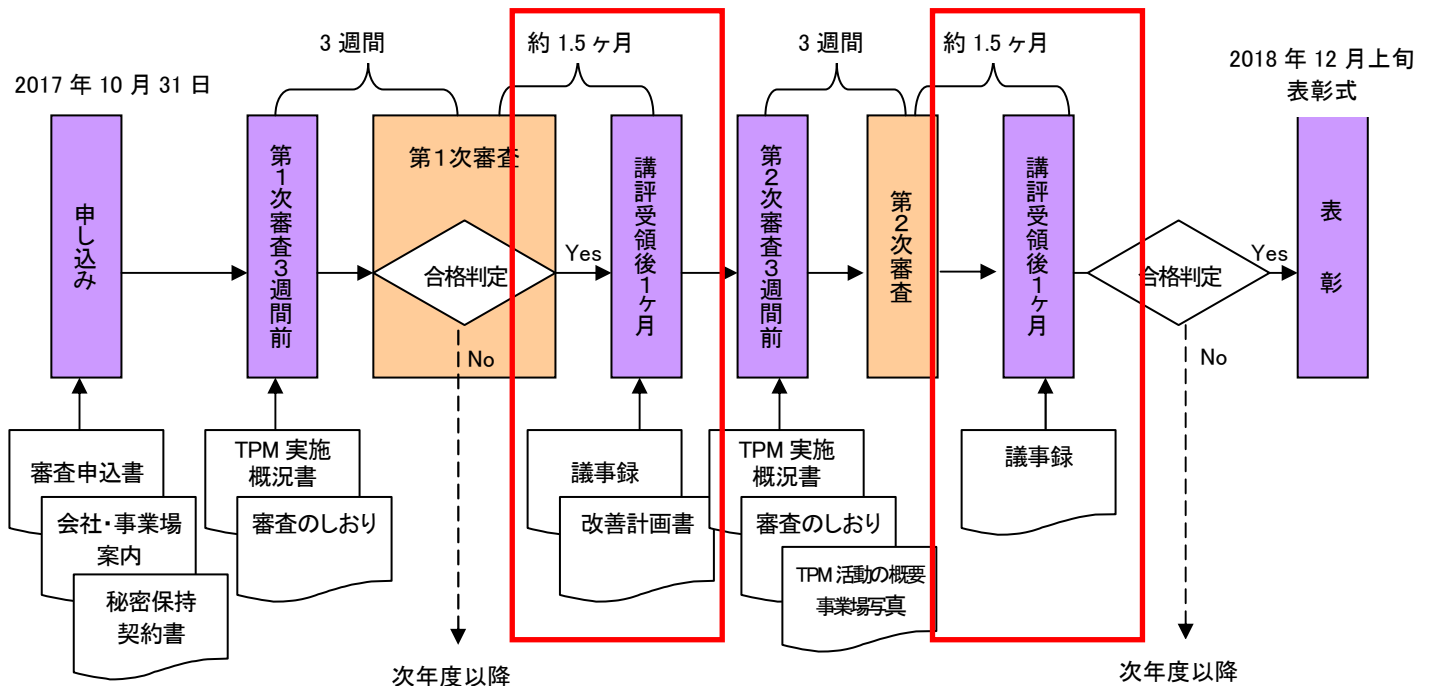 3 週間
約 1.5 ヶ月
3 週間
約 1.5 ヶ月
2017 年 10 月 31 日
2018 年 12 月上旬
表彰式
申し込み
第1次審査3週間前
第1次審査
合格判定
Yes
No
講評受領後1ヶ月
第2次審査3週間前
第2次審査
講評受領後1ヶ月
合格判定
Yes
No
表彰
審査申込書
会社・事業場
案内
秘密保持
契約書
TPM 実施
概況書
審査のしおり
議事録
改善計画書
TPM 実施
概況書
審査のしおり
TPM 活動の概要
事業場写真
議事録
次年度以降
次年度以降